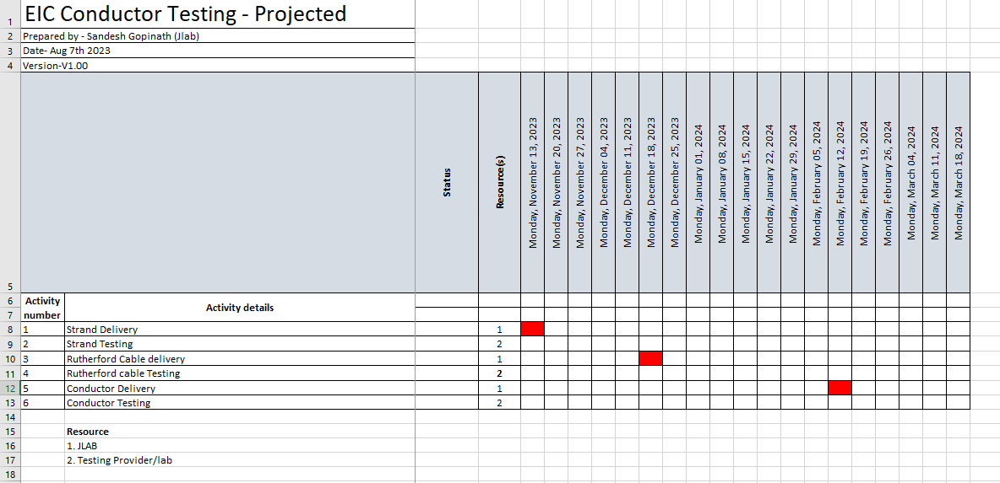 1 EIC Conductor Testing - Projected
2 Prepared by - Sandesh Gopinath (Jlab)
3 Date- Aug 7th 2023
4 Version-V1.00
5 Status Resource(s) Monday, November 13, 2023 Monday, November 20, 2023 Monday, November 27, 2023 Monday, December 04, 2023 Monday, December 11, 2023 Monday, December 18, 2023 Monday, December 25, 2023 Monday, January 01, 2024 Monday, January 08, 2024 Monday, January 15, 2024 Monday, January 22, 2024 Monday, January 29, 2024 Monday, February 05, 2024 Monday, February 12, 2024 Monday, February 19, 2024 Monday, February 26, 2024 Monday, March 04, 2024 Monday, March 11, 2024 Monday, March 18, 2024
6 Activity
7 number Activity details
8 1 Strand Delivery 1
9 2 Strand Testing 2
10 3 Rutherford Cable delivery 1
11 4 Rutherford cable Testing 2
12 5 Conductor Delivery 1
13 6 Conductor Testing 2
14
15 Resource
16 1. JLAB
17 2. Testing Provider/lab
18